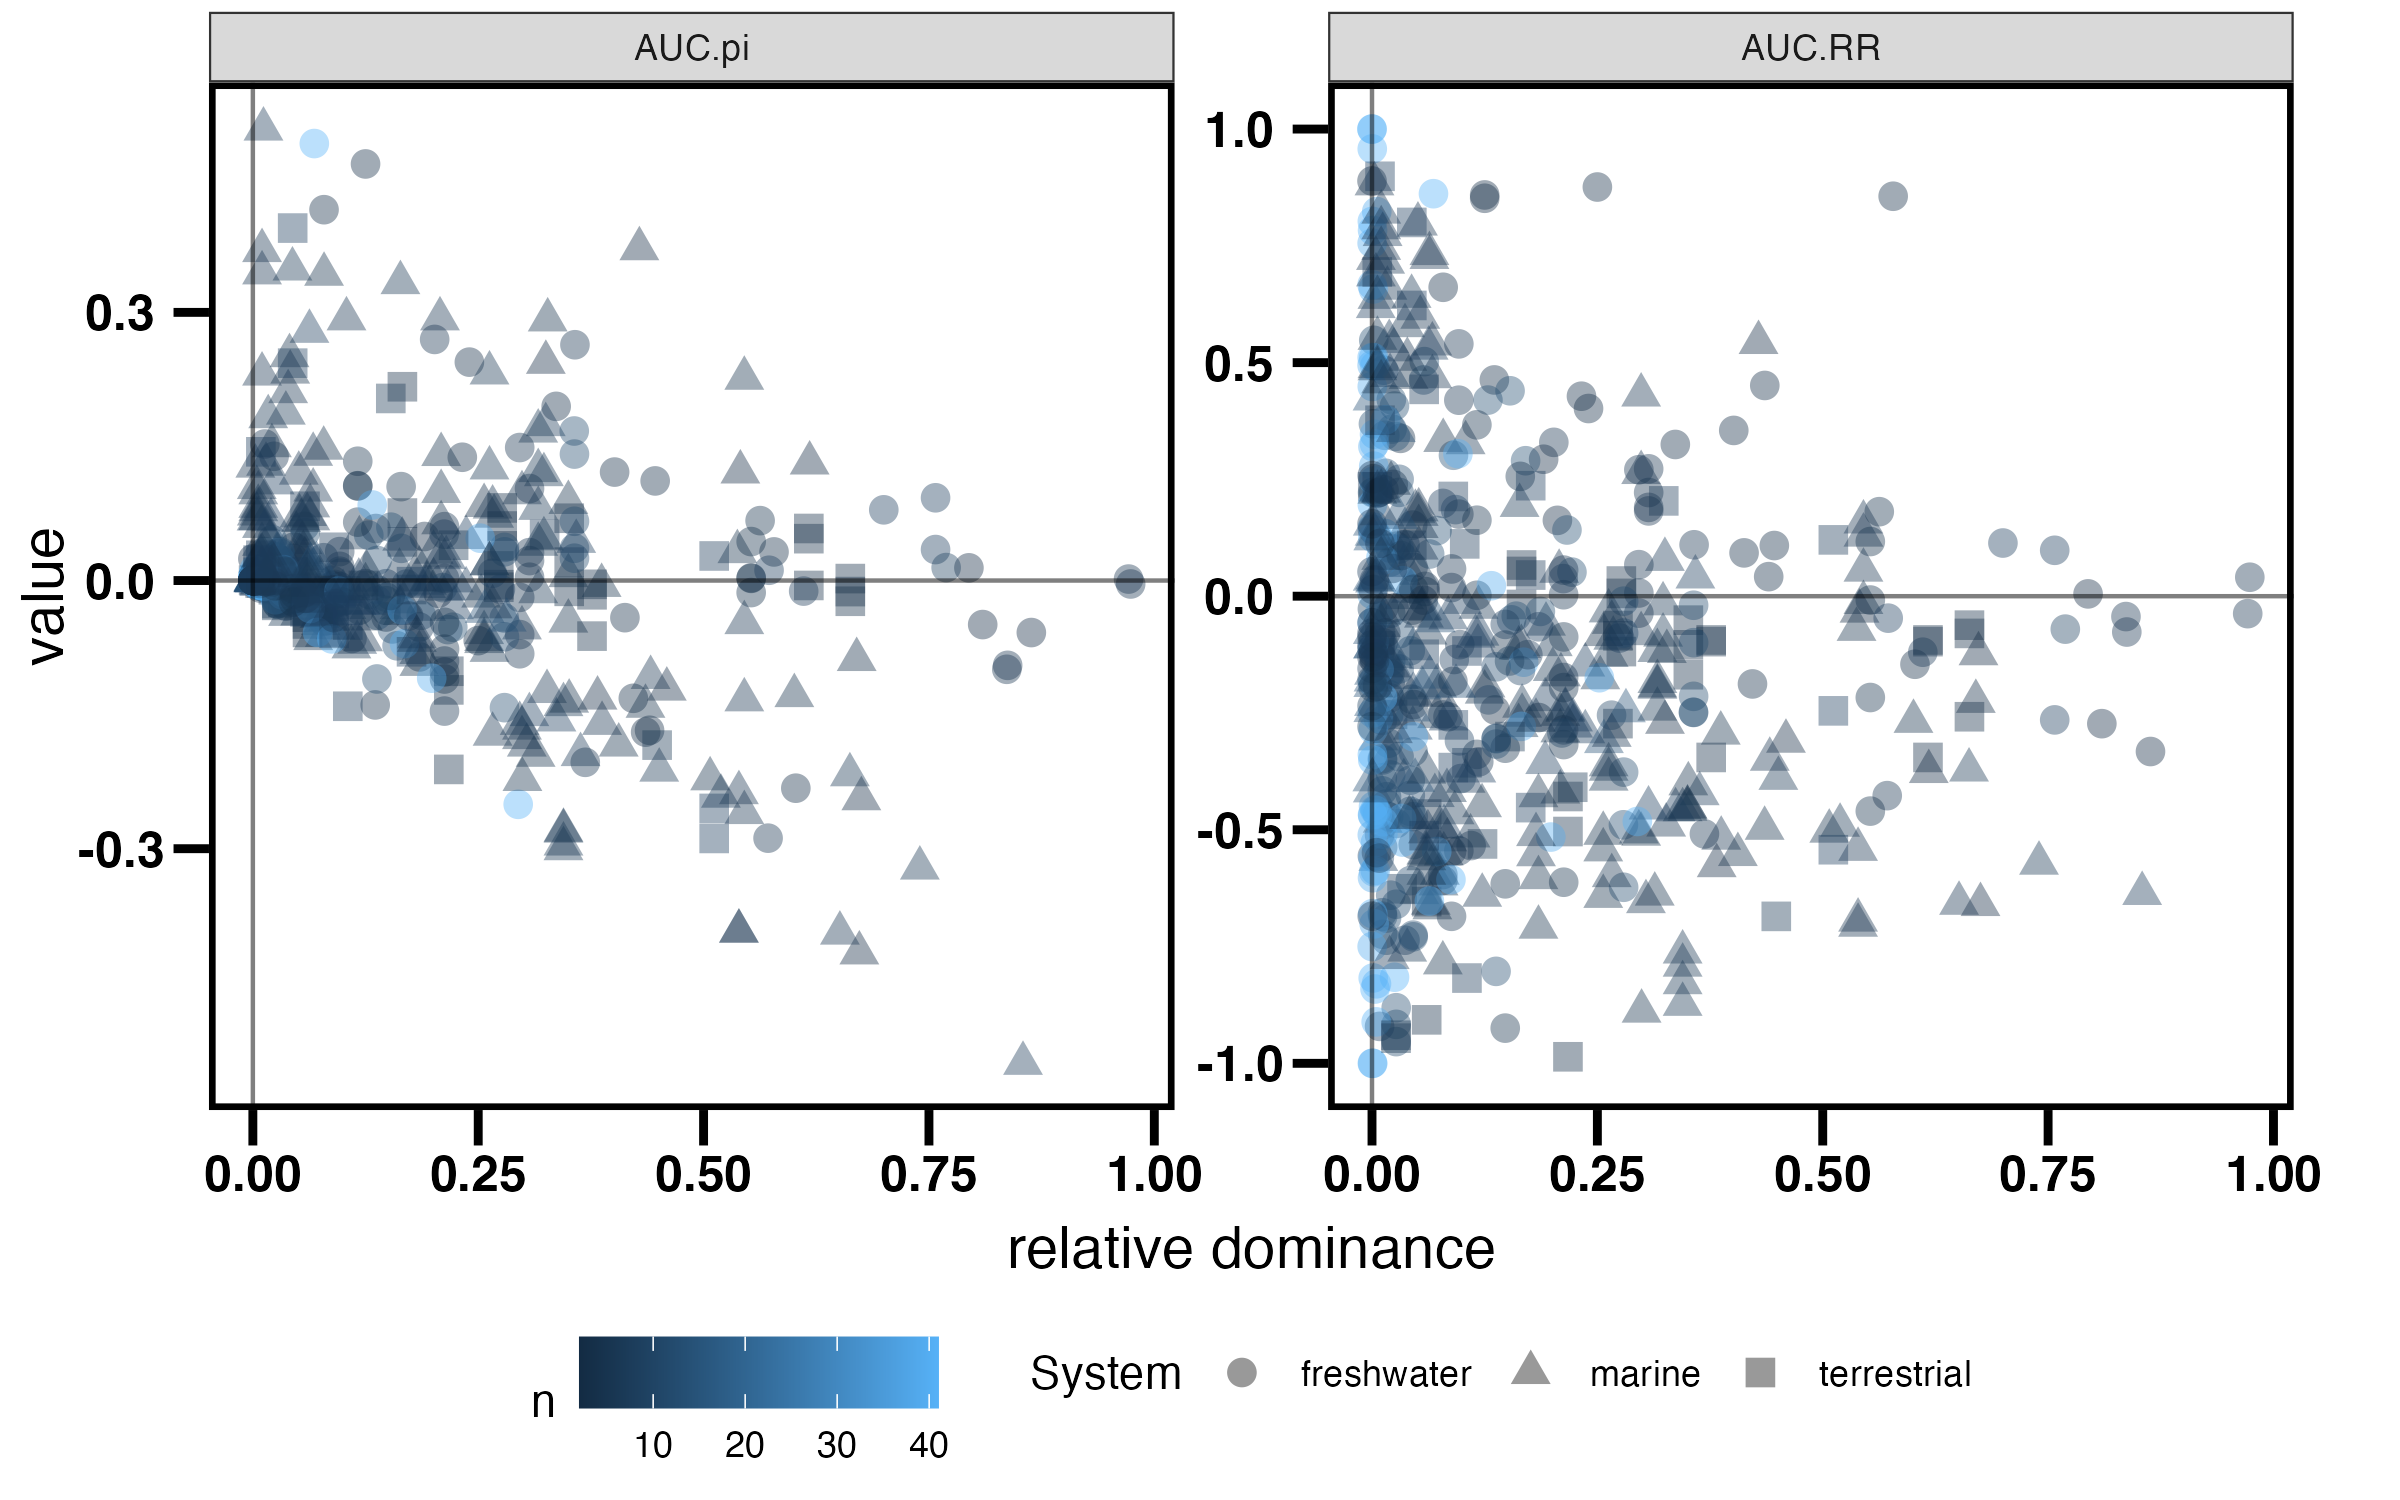 AUC.pi
AUC.RR
value
0.3
0.0
-0.3
1.0
0.5
0.0
-0.5
-1.0
0.00 0.25 0.50 0.75 1.00
0.00 0.25 0.50 0.75 1.00
relative dominance
n
10 20 30 40
System freshwater marine terrestrial